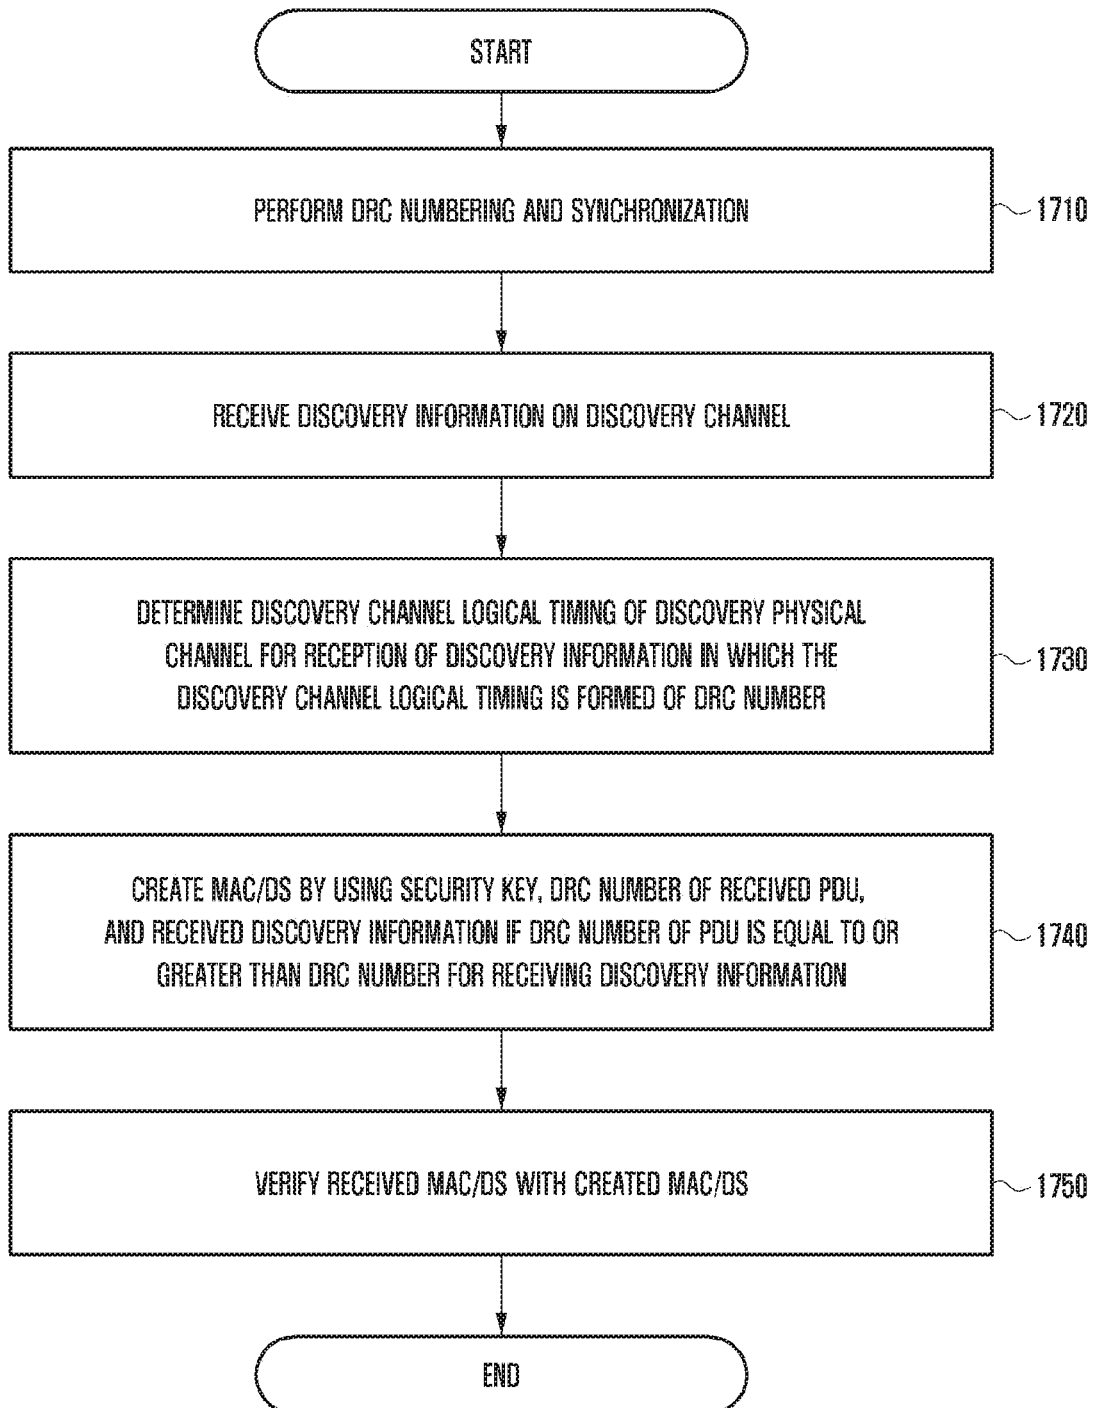 START
PERFORM DRC NUMBERING AND SYNCHRONIZATION
1710
RECEIVE DISCOVERY INFORMATION ON DISCOVERY CHANNEL
1720
DETERMINE DISCOVERY CHANNEL LOGICAL TIMING OF DISCOVERY PHYSICAL
CHANNEL FOR RECEPTION OF DISCOVERY INFORMATION IN WHICH THE
DISCOVERY CHANNEL LOGICAL TIMING IS FORMED OF DRC NUMBER
1730
CREATE MAC/DS BY USING SECURITY KEY, DRC NUMBER OF RECEIVED PDU,
AND RECEIVED DISCOVERY INFORMATION IF DRC NUMBER OF PDU IS EQUAL TO OR
GREATER THAN DRC NUMBER FOR RECEIVING DISCOVERY INFORMATION
1740
VERIFY RECEIVED MAC/DS WITH CREATED MAC/DS
1750
END